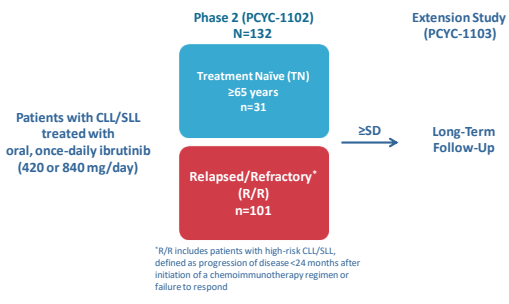 Phase 2 (PCYC-1102)
N=132
Extension Study
(PCYC-1103)
Patients with CLL/SLL
treated with
oral, once-daily ibrutinib
(420 or 840 mg/day)
Treatment Naïve (TN)
≥65 years
n=31
Relapsed/Refractory*
(R/R)
n=101
≥SD
Long-Term
Follow-Up
*R/R includes patients with high-risk CLL/SLL,
defined as progression of disease <24 months after
initiation of a chemoimmunotherapy regimen or
failure to respond